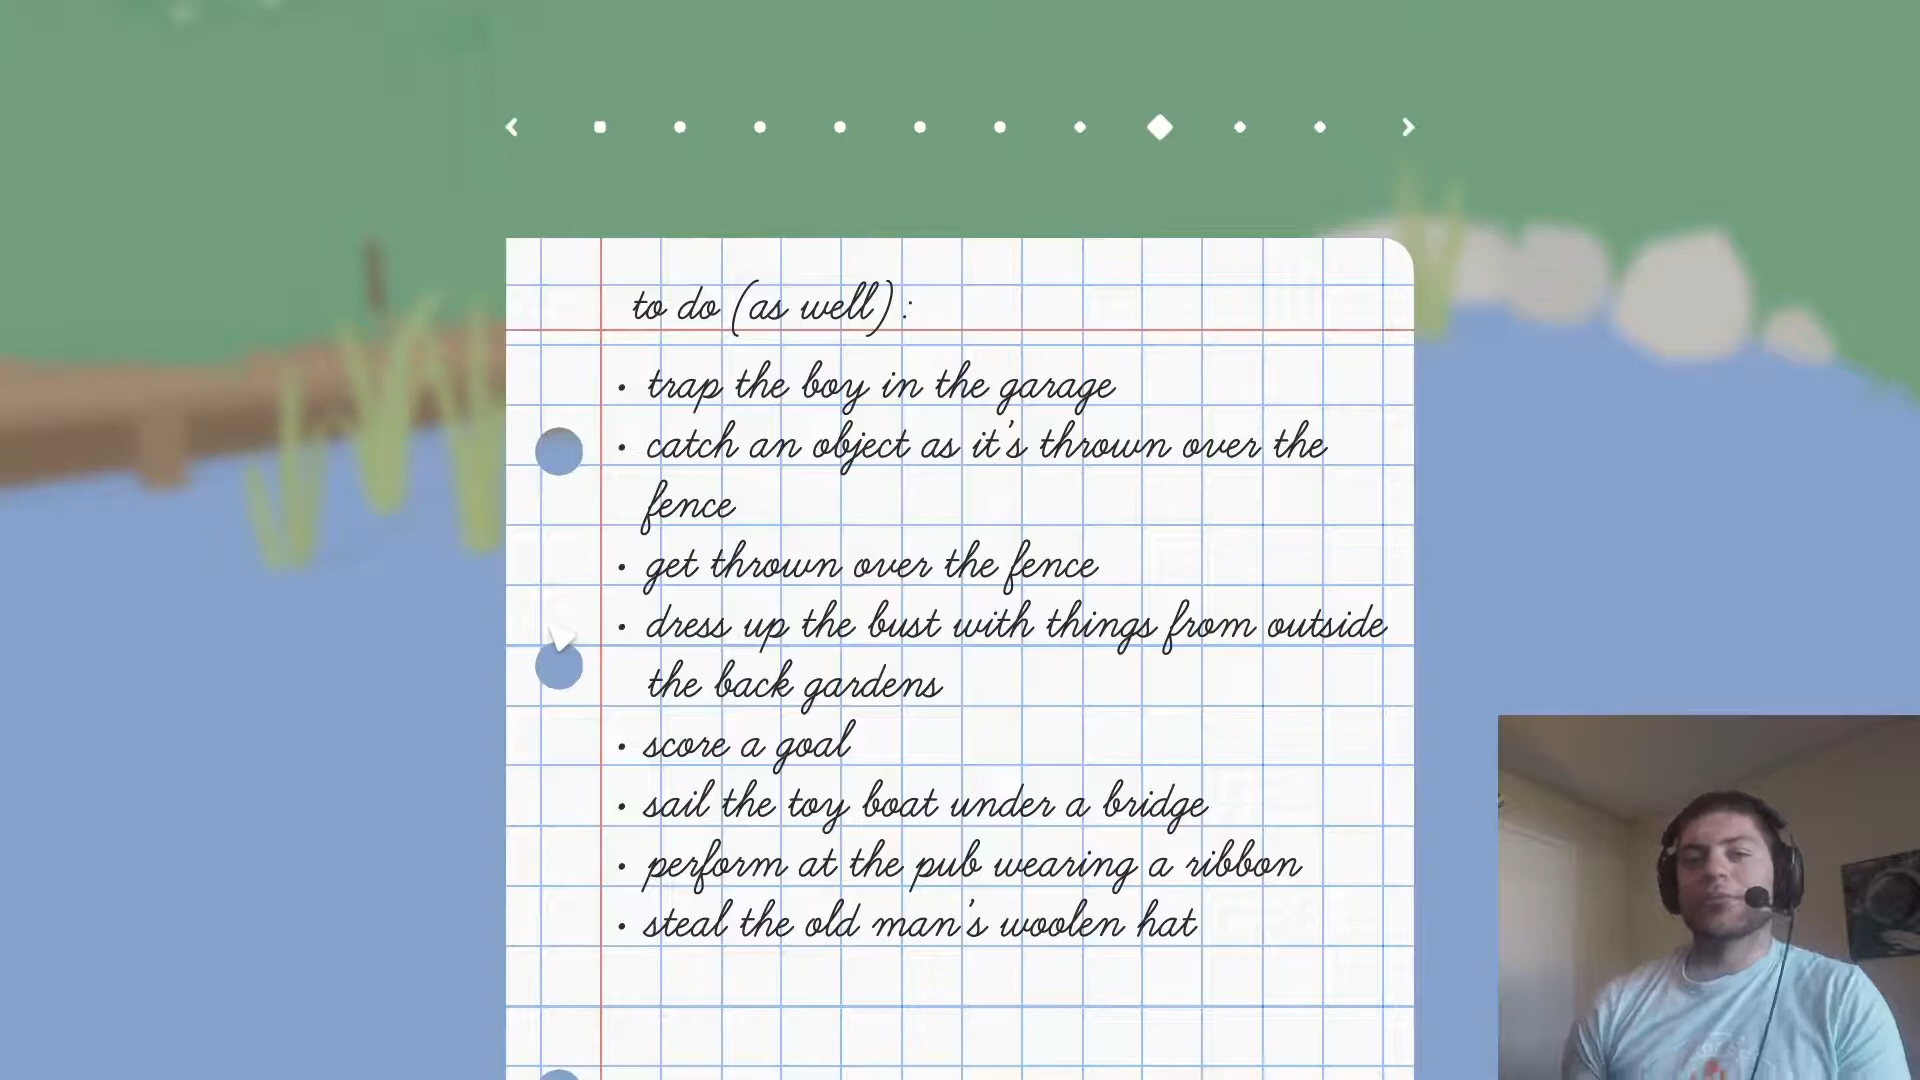 to do (as well):
• trap the boy in the garage
• catch an object as it's thrown over the
fence
• get thrown over the fence
• dress up the bust with things from outside
the back gardens
• score a goal
• sail the toy boat under a bridge
• perform at the pub wearing a ribbon
• steal the old man's woolen hat